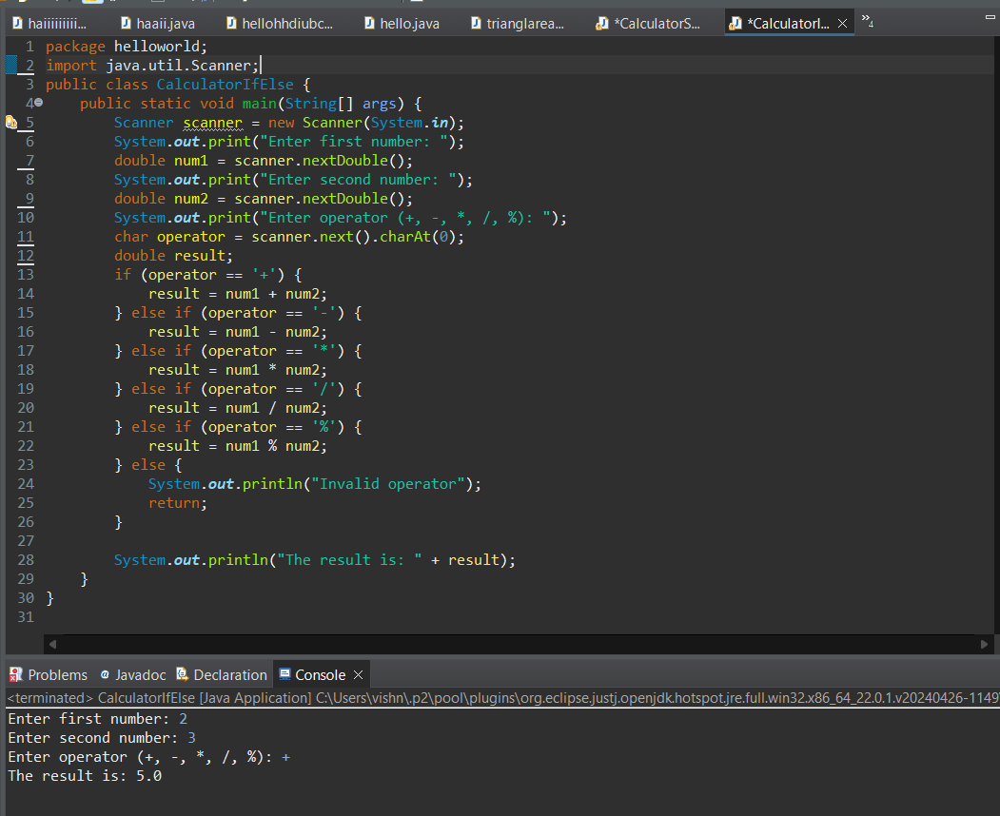 haiiiiiiiii... haaii.java hellohhdiubc... hello.java trianglarea... *CalculatorS... *CalculatorI... 4
1 package helloworld;
2 import java.util.Scanner;
3 public class CalculatorIfElse {
4 public static void main(String[] args) {
5 Scanner scanner = new Scanner(System.in);
6 System.out.print("Enter first number: ");
7 double num1 = scanner.nextDouble();
8 System.out.print("Enter second number: ");
9 double num2 = scanner.nextDouble();
10 System.out.print("Enter operator (+, -, *, /, %): ");
11 char operator = scanner.next().charAt(0);
12 double result;
13 if (operator == '+') {
14 result = num1 + num2;
15 } else if (operator == '-') {
16 result = num1 - num2;
17 } else if (operator == '*') {
18 result = num1 * num2;
19 } else if (operator == '/') {
20 result = num1 / num2;
21 } else if (operator == '%') {
22 result = num1 % num2;
23 } else {
24 System.out.println("Invalid operator");
25 return;
26 }
27
28 System.out.println("The result is: " + result);
29 }
30 }
31
Problems Javadoc Declaration Console
<terminated> CalculatorIfElse [Java Application] C:\Users\vishn\.p2\pool\plugins\org.eclipse.justj.openjdk.hotspot.jre.full.win32.x86_64_22.0.1.v20240426-1149
Enter first number: 2
Enter second number: 3
Enter operator (+, -, *, /, %): +
The result is: 5.0